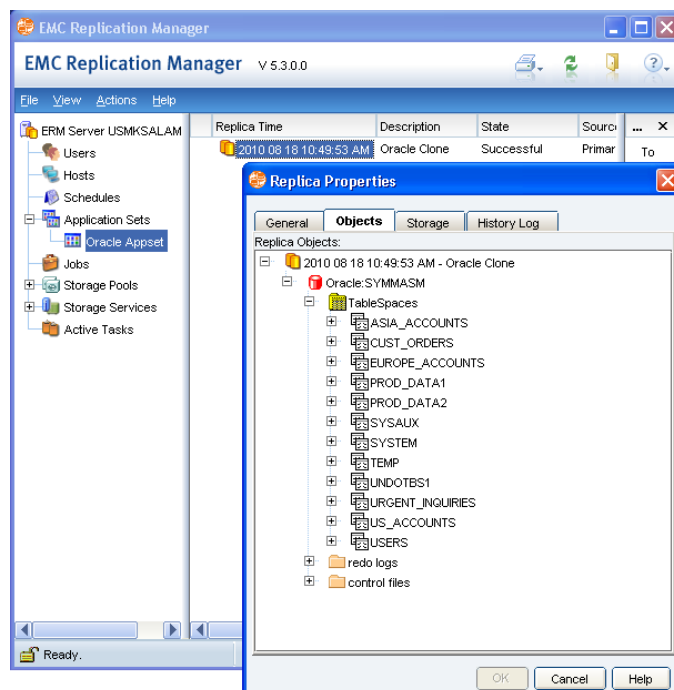 EMC Replication Manager
EMC Replication Manager V 5.3.0.0
File View Actions Help
ERM Server USMKSALAM
Users
Hosts
Schedules
Application Sets
Oracle Appset
Jobs
Storage Pools
Storage Services
Active Tasks
Replica Time Description State Sourc ... X
2010 08 18 10:49:53 AM Oracle Clone Successful Primar To
Replica Properties
General Objects Storage History Log
Replica Objects:
2010 08 18 10:49:53 AM - Oracle Clone
Oracle:SYMMASM
TableSpaces
ASIA_ACCOUNTS
CUST_ORDERS
EUROPE_ACCOUNTS
PROD_DATA1
PROD_DATA2
SYSAUX
SYSTEM
TEMP
UNDOTBS1
URGENT_INQUIRIES
US_ACCOUNTS
USERS
redo logs
control files
OK Cancel Help
Ready.